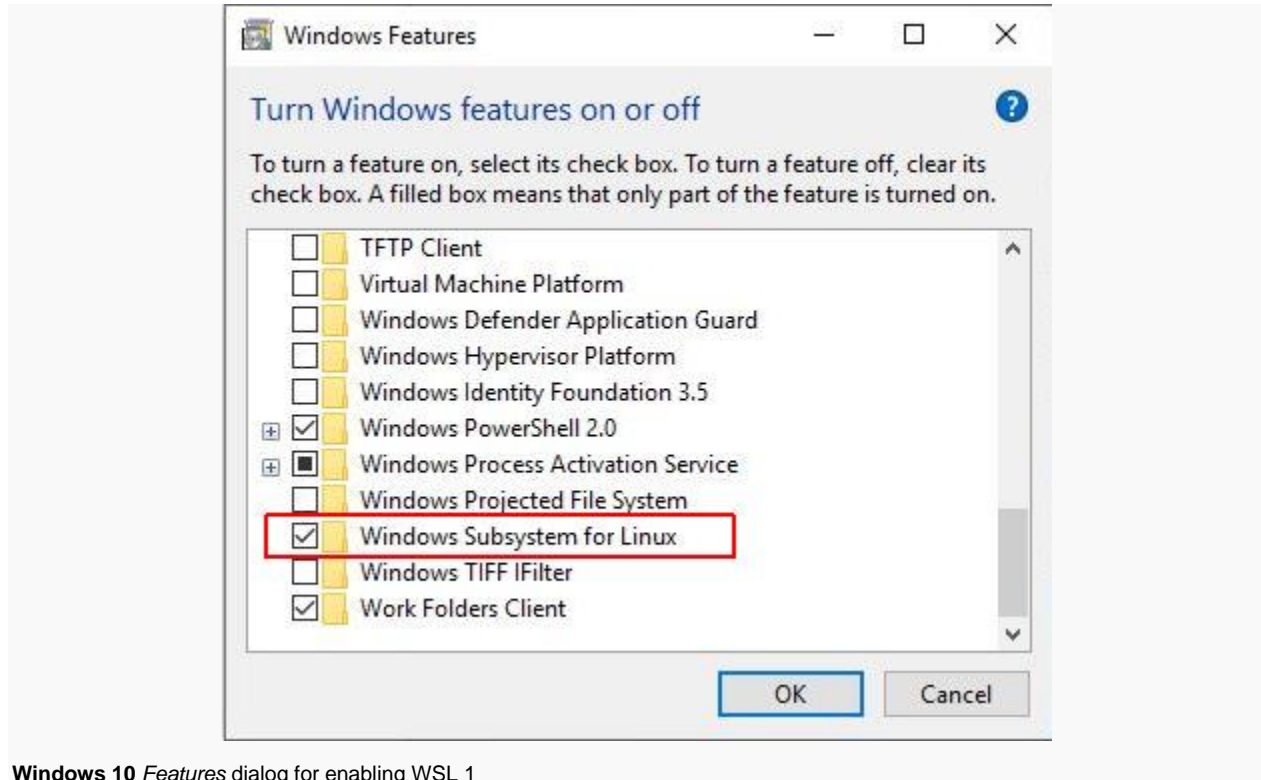 Windows Features
Turn Windows features on or off
To turn a feature on, select its check box. To turn a feature off, clear its
check box. A filled box means that only part of the feature is turned on.
TFTP Client
Virtual Machine Platform
Windows Defender Application Guard
Windows Hypervisor Platform
Windows Identity Foundation 3.5
Windows PowerShell 2.0
Windows Process Activation Service
Windows Projected File System
Windows Subsystem for Linux
Windows TIFF IFilter
Work Folders Client
OK Cancel
Windows 10 Features dialog for enabling WSL 1